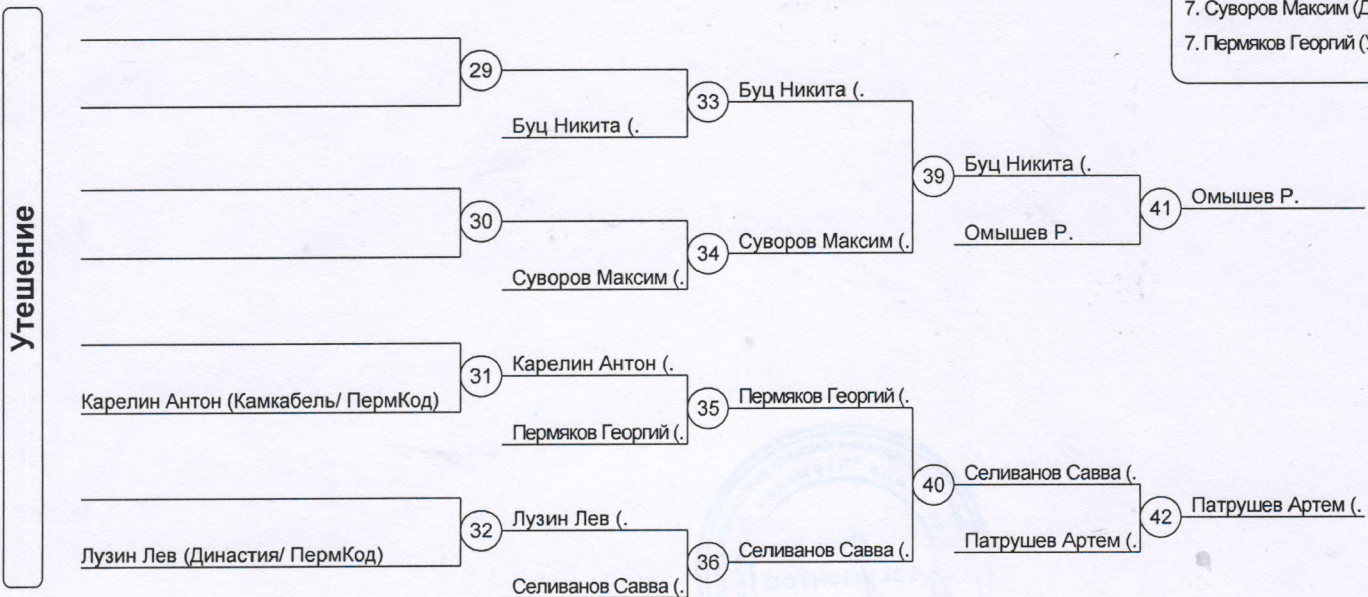 7. Суворов Максим (Д
7. Пермяков Георгий (У
Утешение
29
33
Буц Никита (.
Буц Никита (.
39
Буц Никита (.
41
Омышев Р.
Омышев Р.
30
34
Суворов Максим (.
Суворов Максим (.
31
Карелин Антон (.
Карелин Антон (Камкабель/ ПермКод)
35
Пермяков Георгий (.
Пермяков Георгий (.
40
Селиванов Савва (.
42
Патрушев Артем (.
Патрушев Артем (.
32
Лузин Лев (.
Лузин Лев (Династия/ ПермКод)
36
Селиванов Савва (.
Селиванов Савва (.